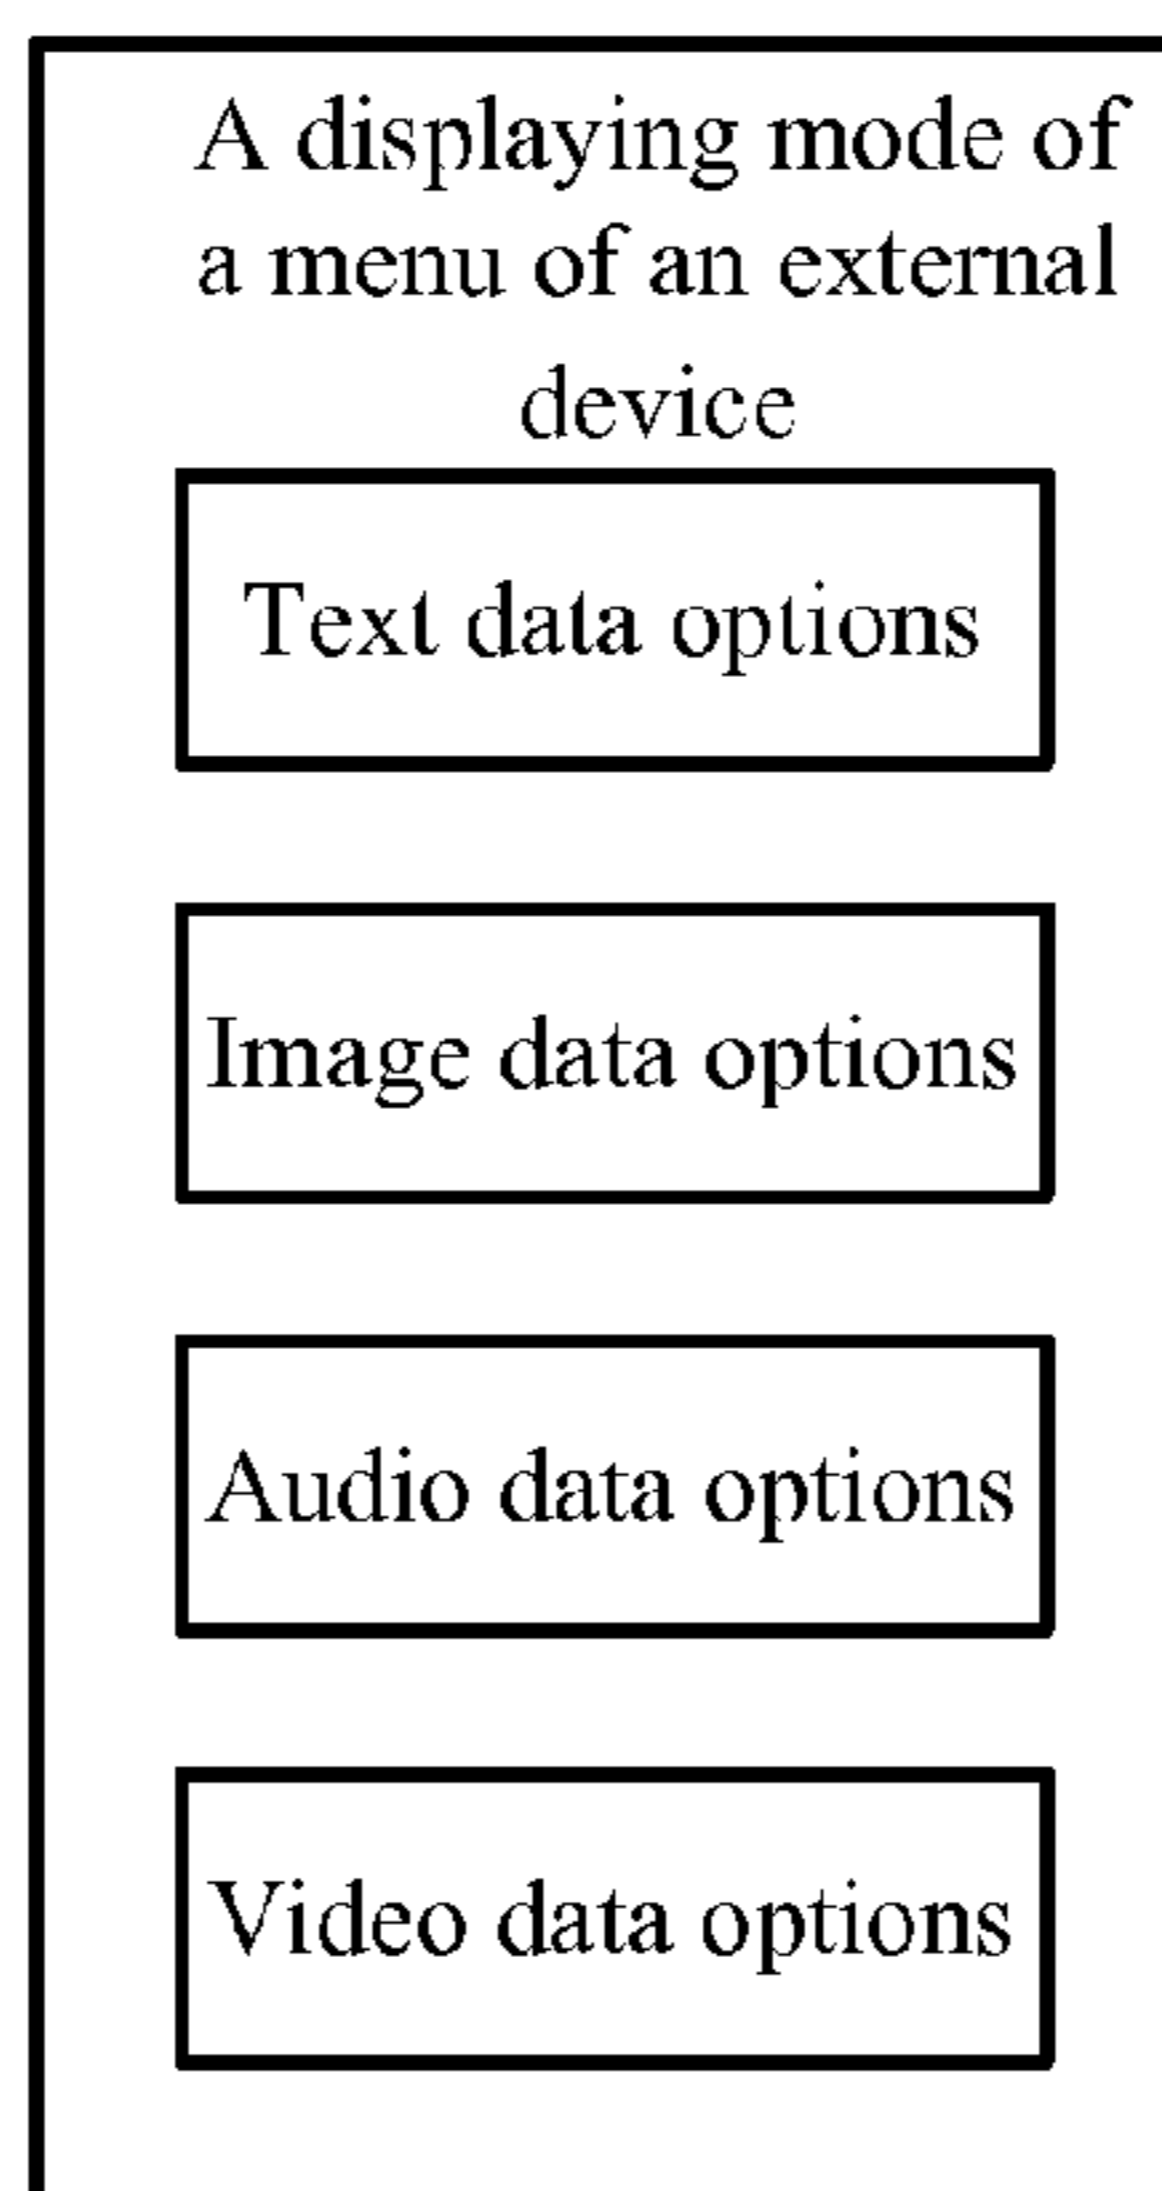 A displaying mode of
a menu of an external
device
Text data options
Image data options
Audio data options
Video data options